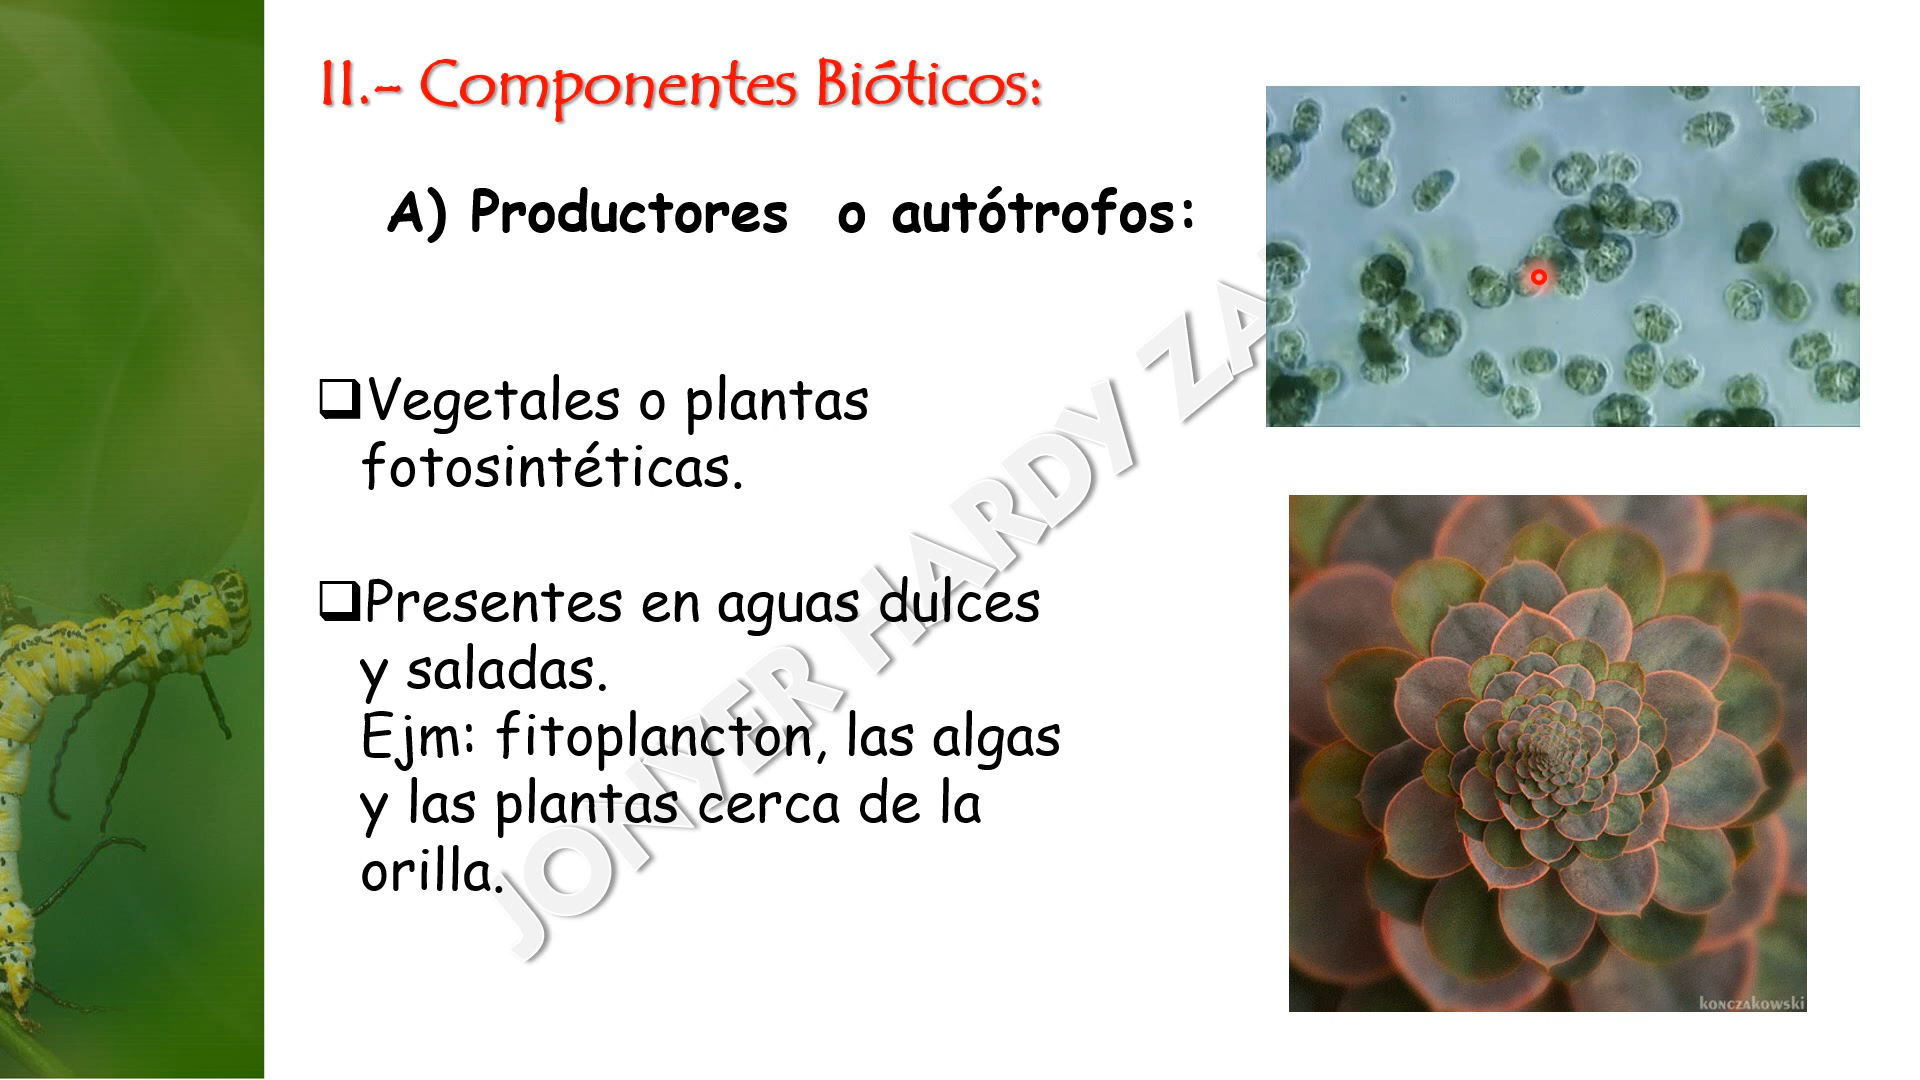 II.- Componentes Bióticos:
A) Productores o autótrofos:
Vegetales o plantas
fotosintéticas.
Presentes en aguas dulces
y saladas.
Ejm: fitoplancton, las algas
y las plantas cerca de la
orilla.
JONYER HARDY ZA
konczakowski